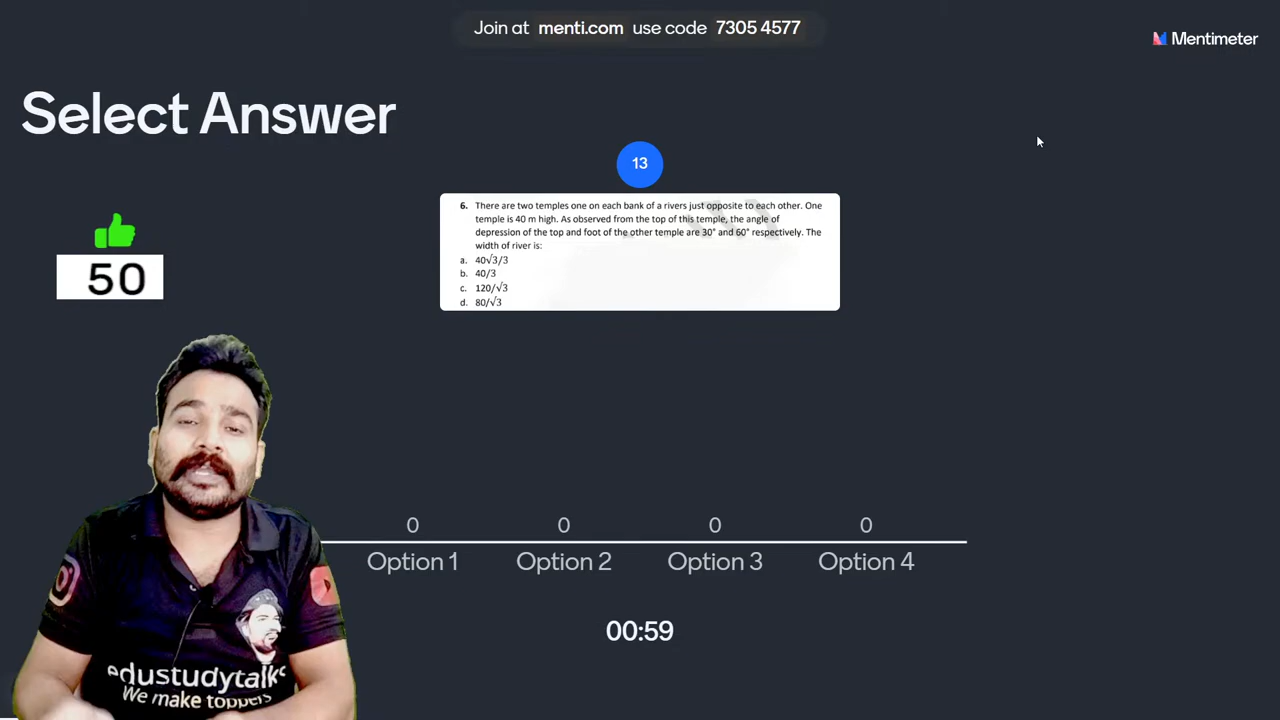 Join at menti.com use code 7305 4577
Mentimeter
Select Answer
13
6. There are two temples one on each bank of a rivers just opposite to each other. One
temple is 40 m high. As observed from the top of this temple, the angle of
depression of the top and foot of the other temple are 30° and 60° respectively. The
width of river is:
a. 40√3/3
b. 40/3
c. 120/√3
d. 80/√3
50
0 0 0 0
Option 1 Option 2 Option 3 Option 4
00:59
edustudytalk
We make toppers